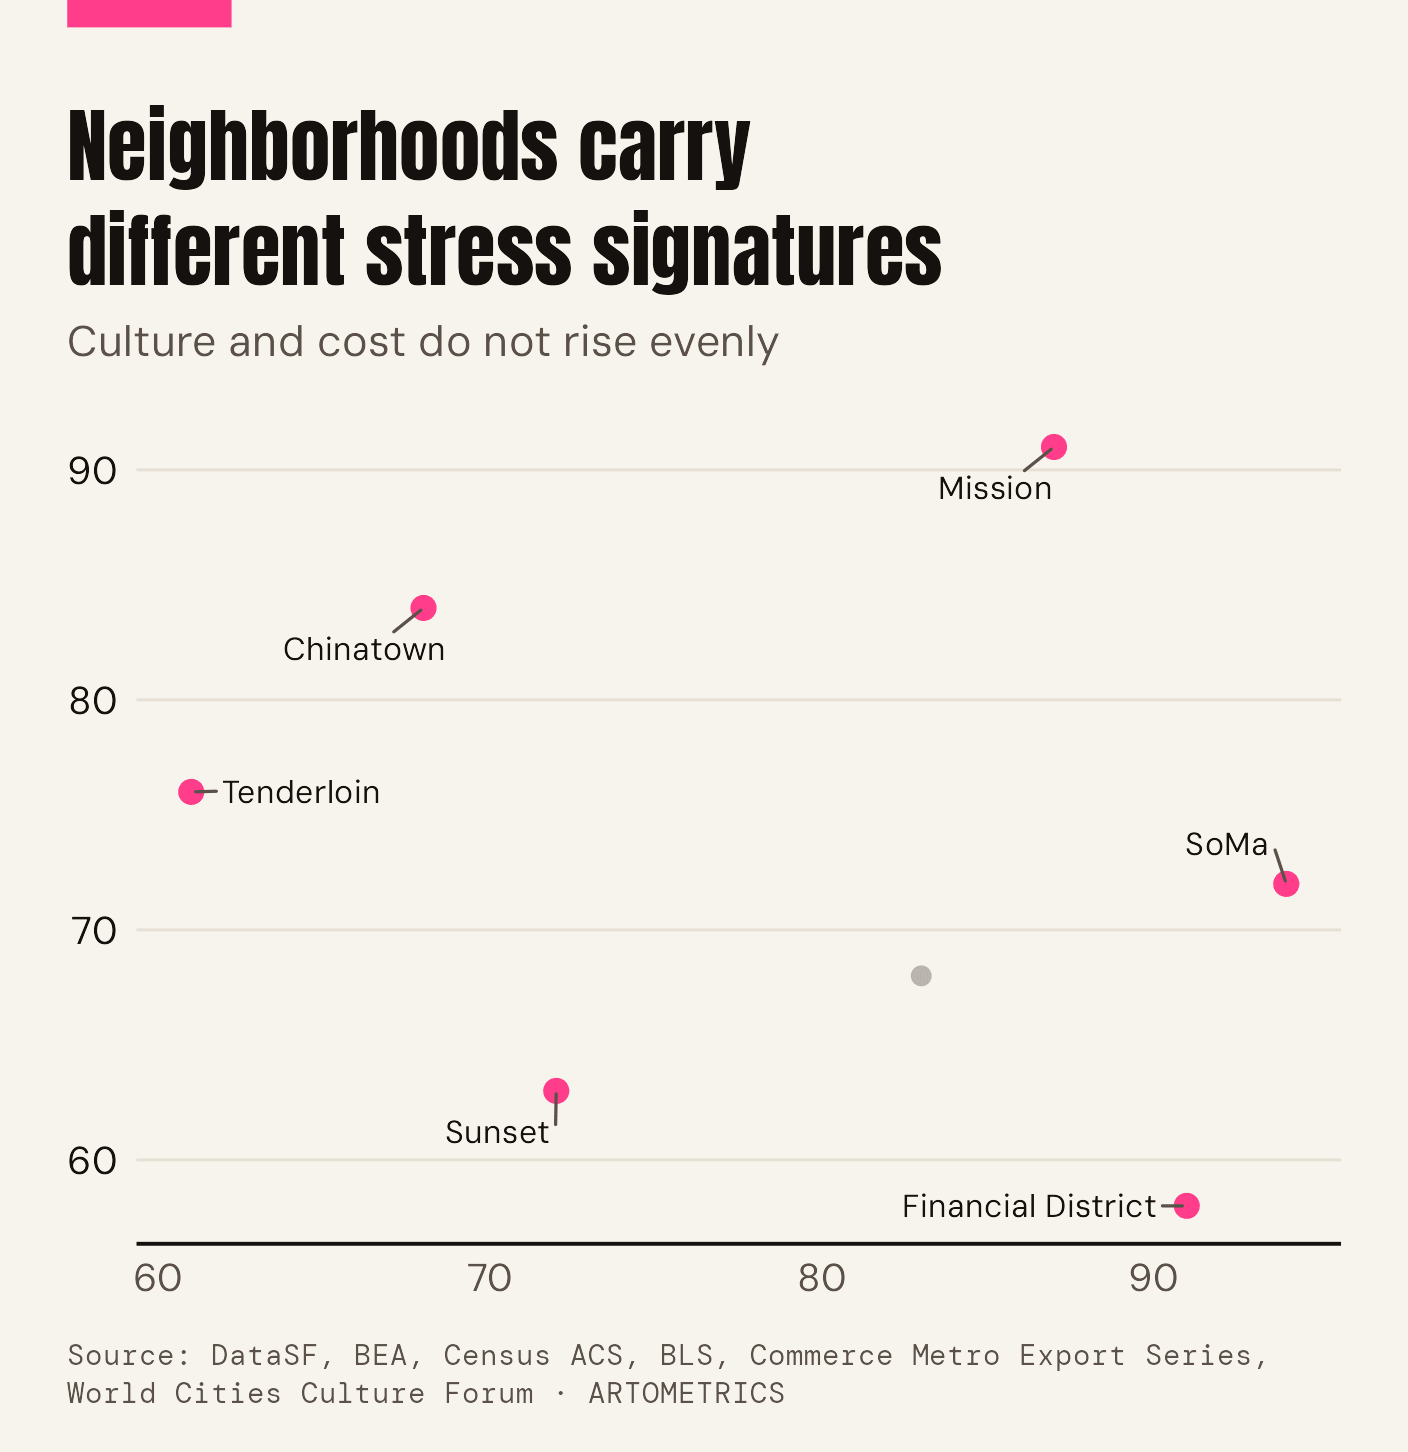 Neighborhoods carry
different stress signatures
Culture and cost do not rise evenly
90
Mission
Chinatown
80
Tenderloin
SoMa
70
Sunset
60
Financial District
60 70 80 90
Source: DataSF, BEA, Census ACS, BLS, Commerce Metro Export Series,
World Cities Culture Forum · ARTOMETRICS